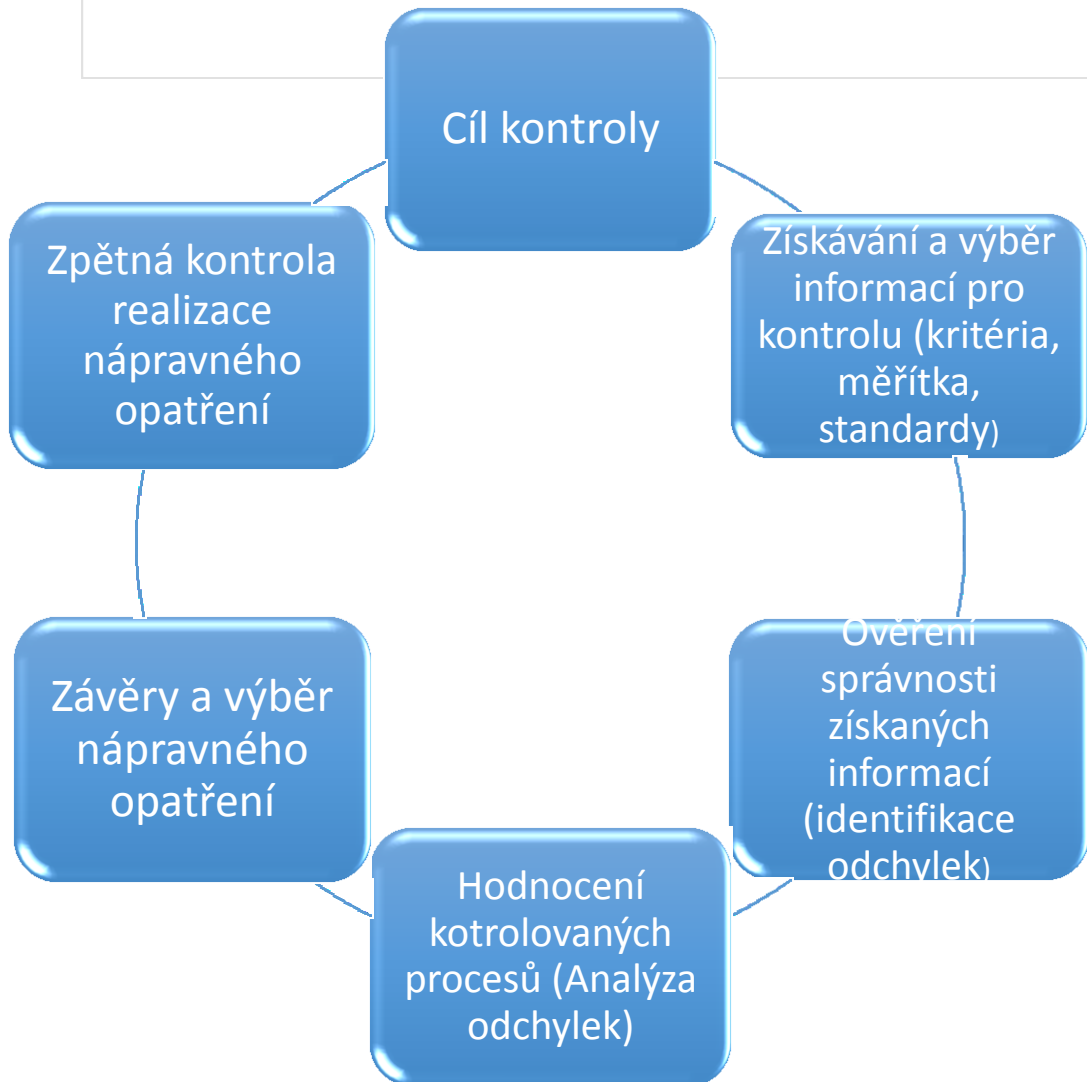 Cíl kontroly
Získávání a výběr
informací pro
kontrolu (kritéria,
měřítka,
standardy)
Ověření
správnosti
získaných
informací
(identifikace
odchylek)
Hodnocení
kotrolovaných
procesů (Analýza
odchylek)
Závěry a výběr
nápravného
opatření
Zpětná kontrola
realizace
nápravného
opatření